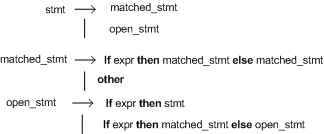 stmt → matched_stmt
| open_stmt
matched_stmt → If expr then matched_stmt else matched_stmt
| other
open_stmt → If expr then stmt
| If expr then matched_stmt else open_stmt